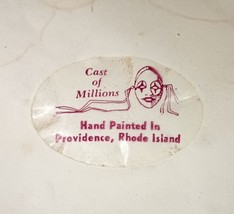 Cast
of
Millions
Hand Painted In
Providence, Rhode Island